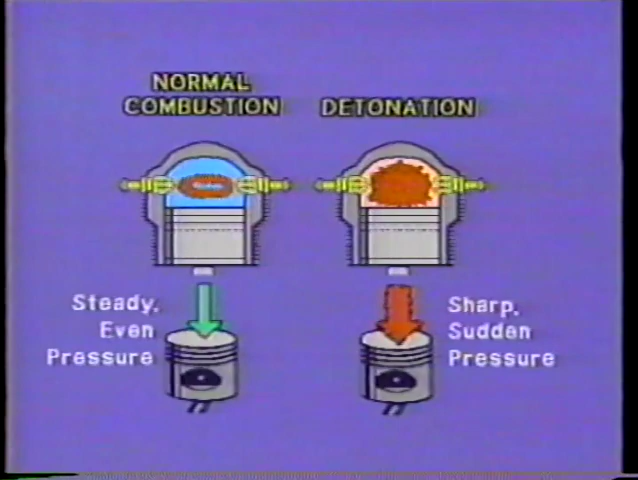 NORMAL
COMBUSTION
DETONATION
Steady,
Even
Pressure
Sharp,
Sudden
Pressure